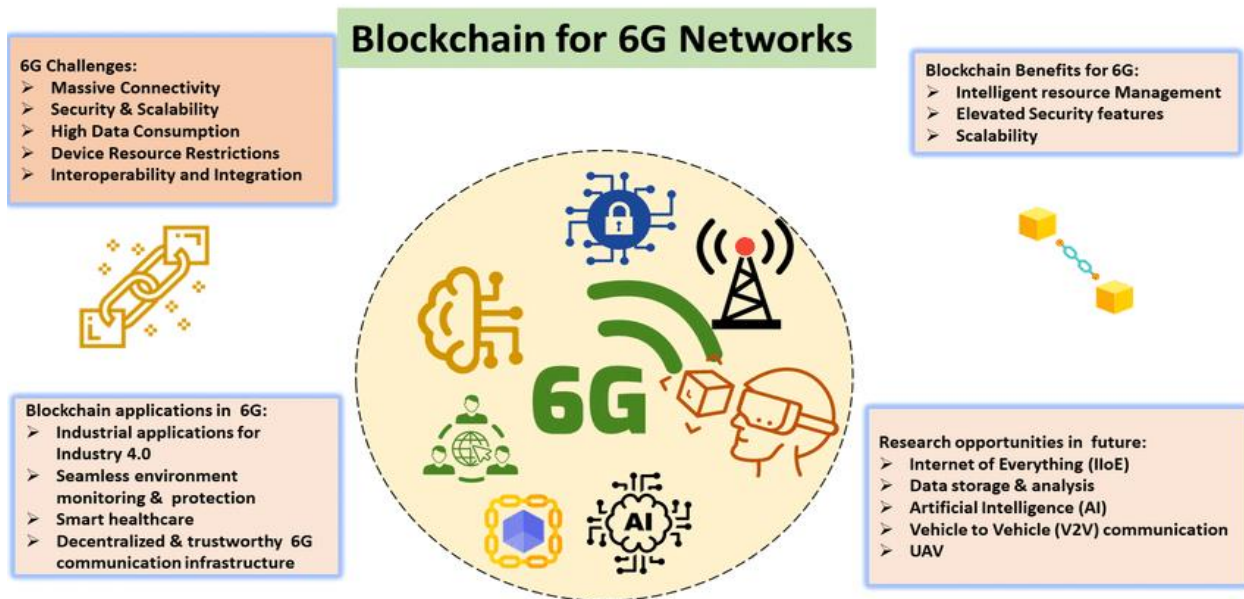 Blockchain for 6G Networks
6G Challenges:
➢ Massive Connectivity
➢ Security & Scalability
➢ High Data Consumption
➢ Device Resource Restrictions
➢ Interoperability and Integration
Blockchain Benefits for 6G:
➢ Intelligent resource Management
➢ Elevated Security features
➢ Scalability
6G
AI
Blockchain applications in 6G:
➢ Industrial applications for
Industry 4.0
➢ Seamless environment
monitoring & protection
➢ Smart healthcare
➢ Decentralized & trustworthy 6G
communication infrastructure
Research opportunities in future:
➢ Internet of Everything (IIoE)
➢ Data storage & analysis
➢ Artificial Intelligence (AI)
➢ Vehicle to Vehicle (V2V) communication
➢ UAV